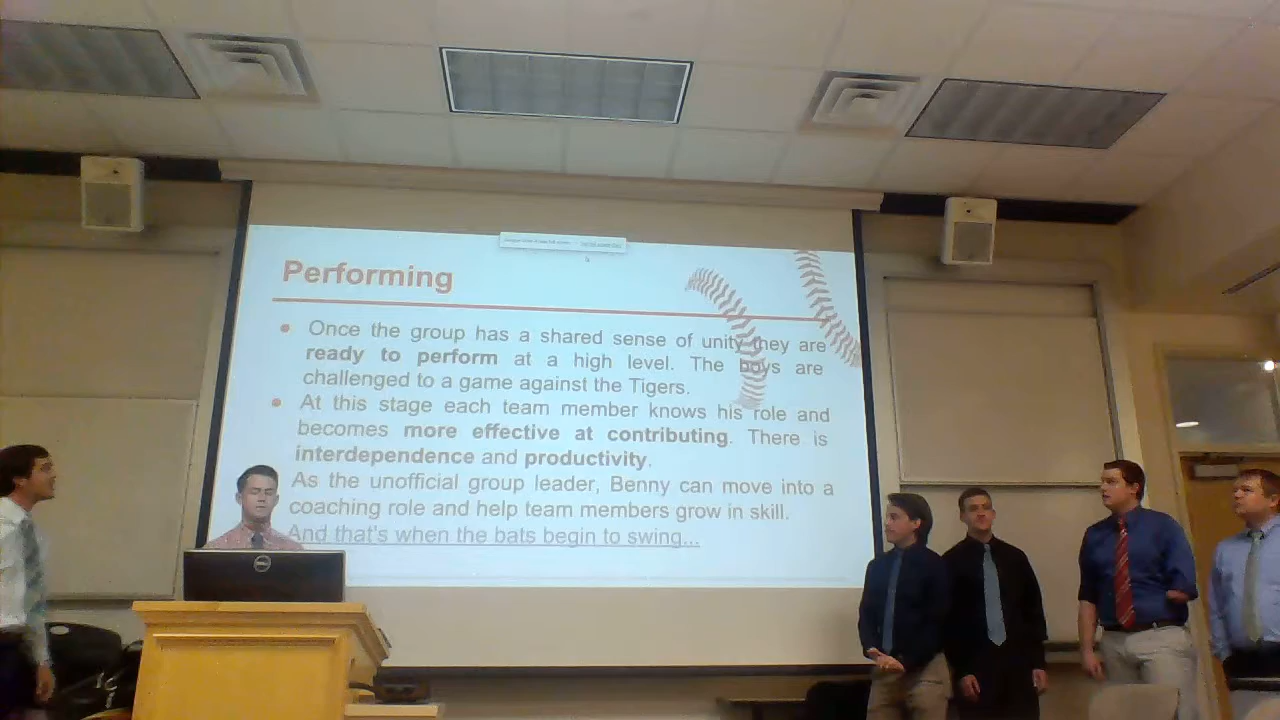 Performing
Once the group has a shared sense of unity they are
ready to perform at a high level. The boys are
challenged to a game against the Tigers.
At this stage each team member knows his role and
becomes more effective at contributing. There is
interdependence and productivity.
As the unofficial group leader, Benny can move into a
coaching role and help team members grow in skill.
And that's when the bats begin to swing...
DELL